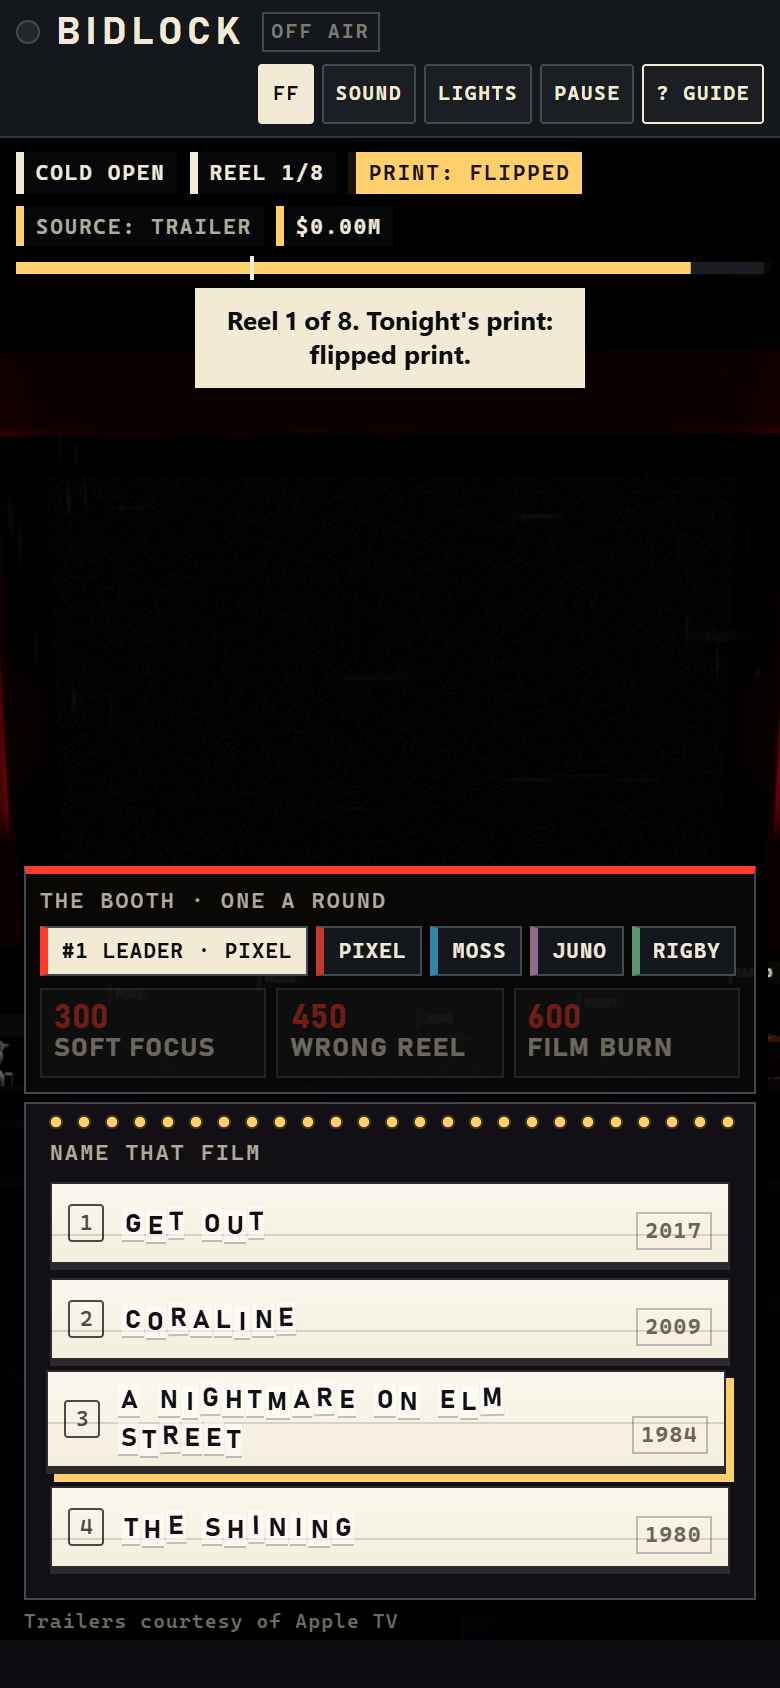 BIDLOCK OFF AIR
FF SOUND LIGHTS PAUSE ? GUIDE
COLD OPEN REEL 1/8 PRINT: FLIPPED
SOURCE: TRAILER $0.00M
Reel 1 of 8. Tonight's print:
flipped print.
THE BOOTH · ONE A ROUND
#1 LEADER · PIXEL PIXEL MOSS JUNO RIGBY
300 450 600
SOFT FOCUS WRONG REEL FILM BURN
NAME THAT FILM
1 GET OUT 2017
2 CORALINE 2009
3 A NIGHTMARE ON ELM
STREET 1984
4 THE SHINING 1980
Trailers courtesy of Apple TV